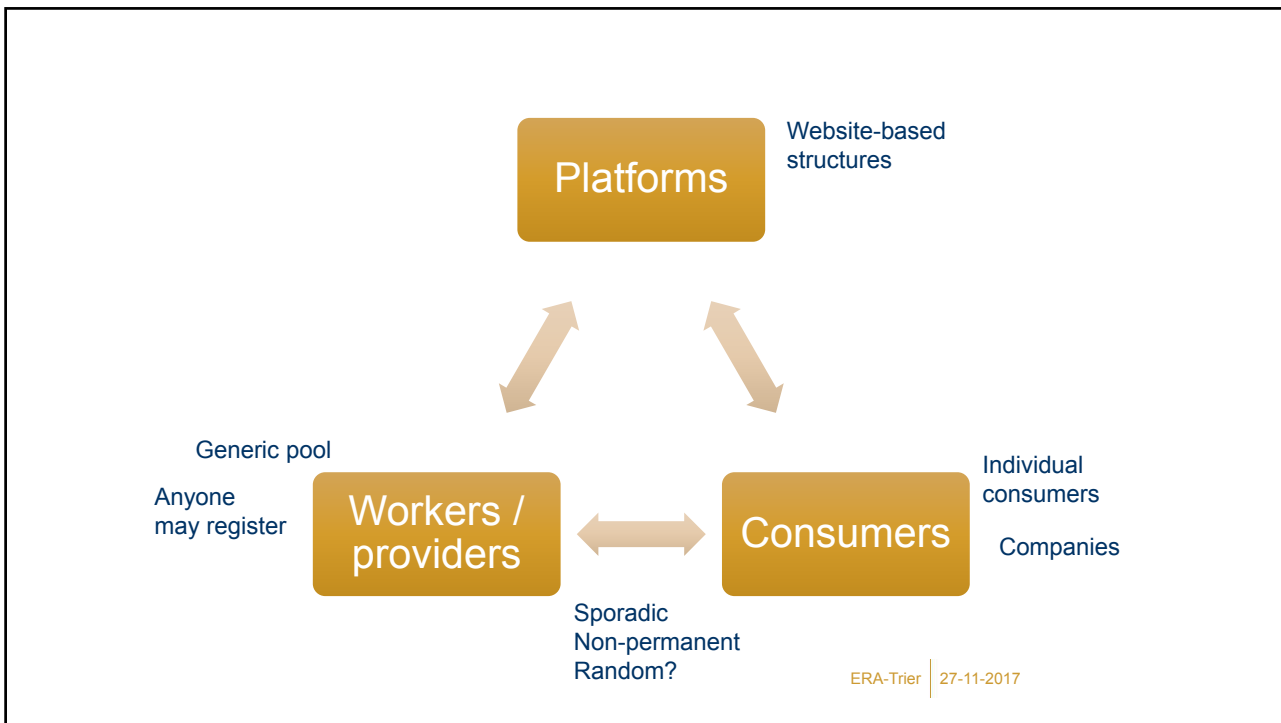 Platforms
Website-based
structures
Generic pool
Anyone
may register
Workers /
providers
Consumers
Individual
consumers
Companies
Sporadic
Non-permanent
Random?
ERA-Trier 27-11-2017